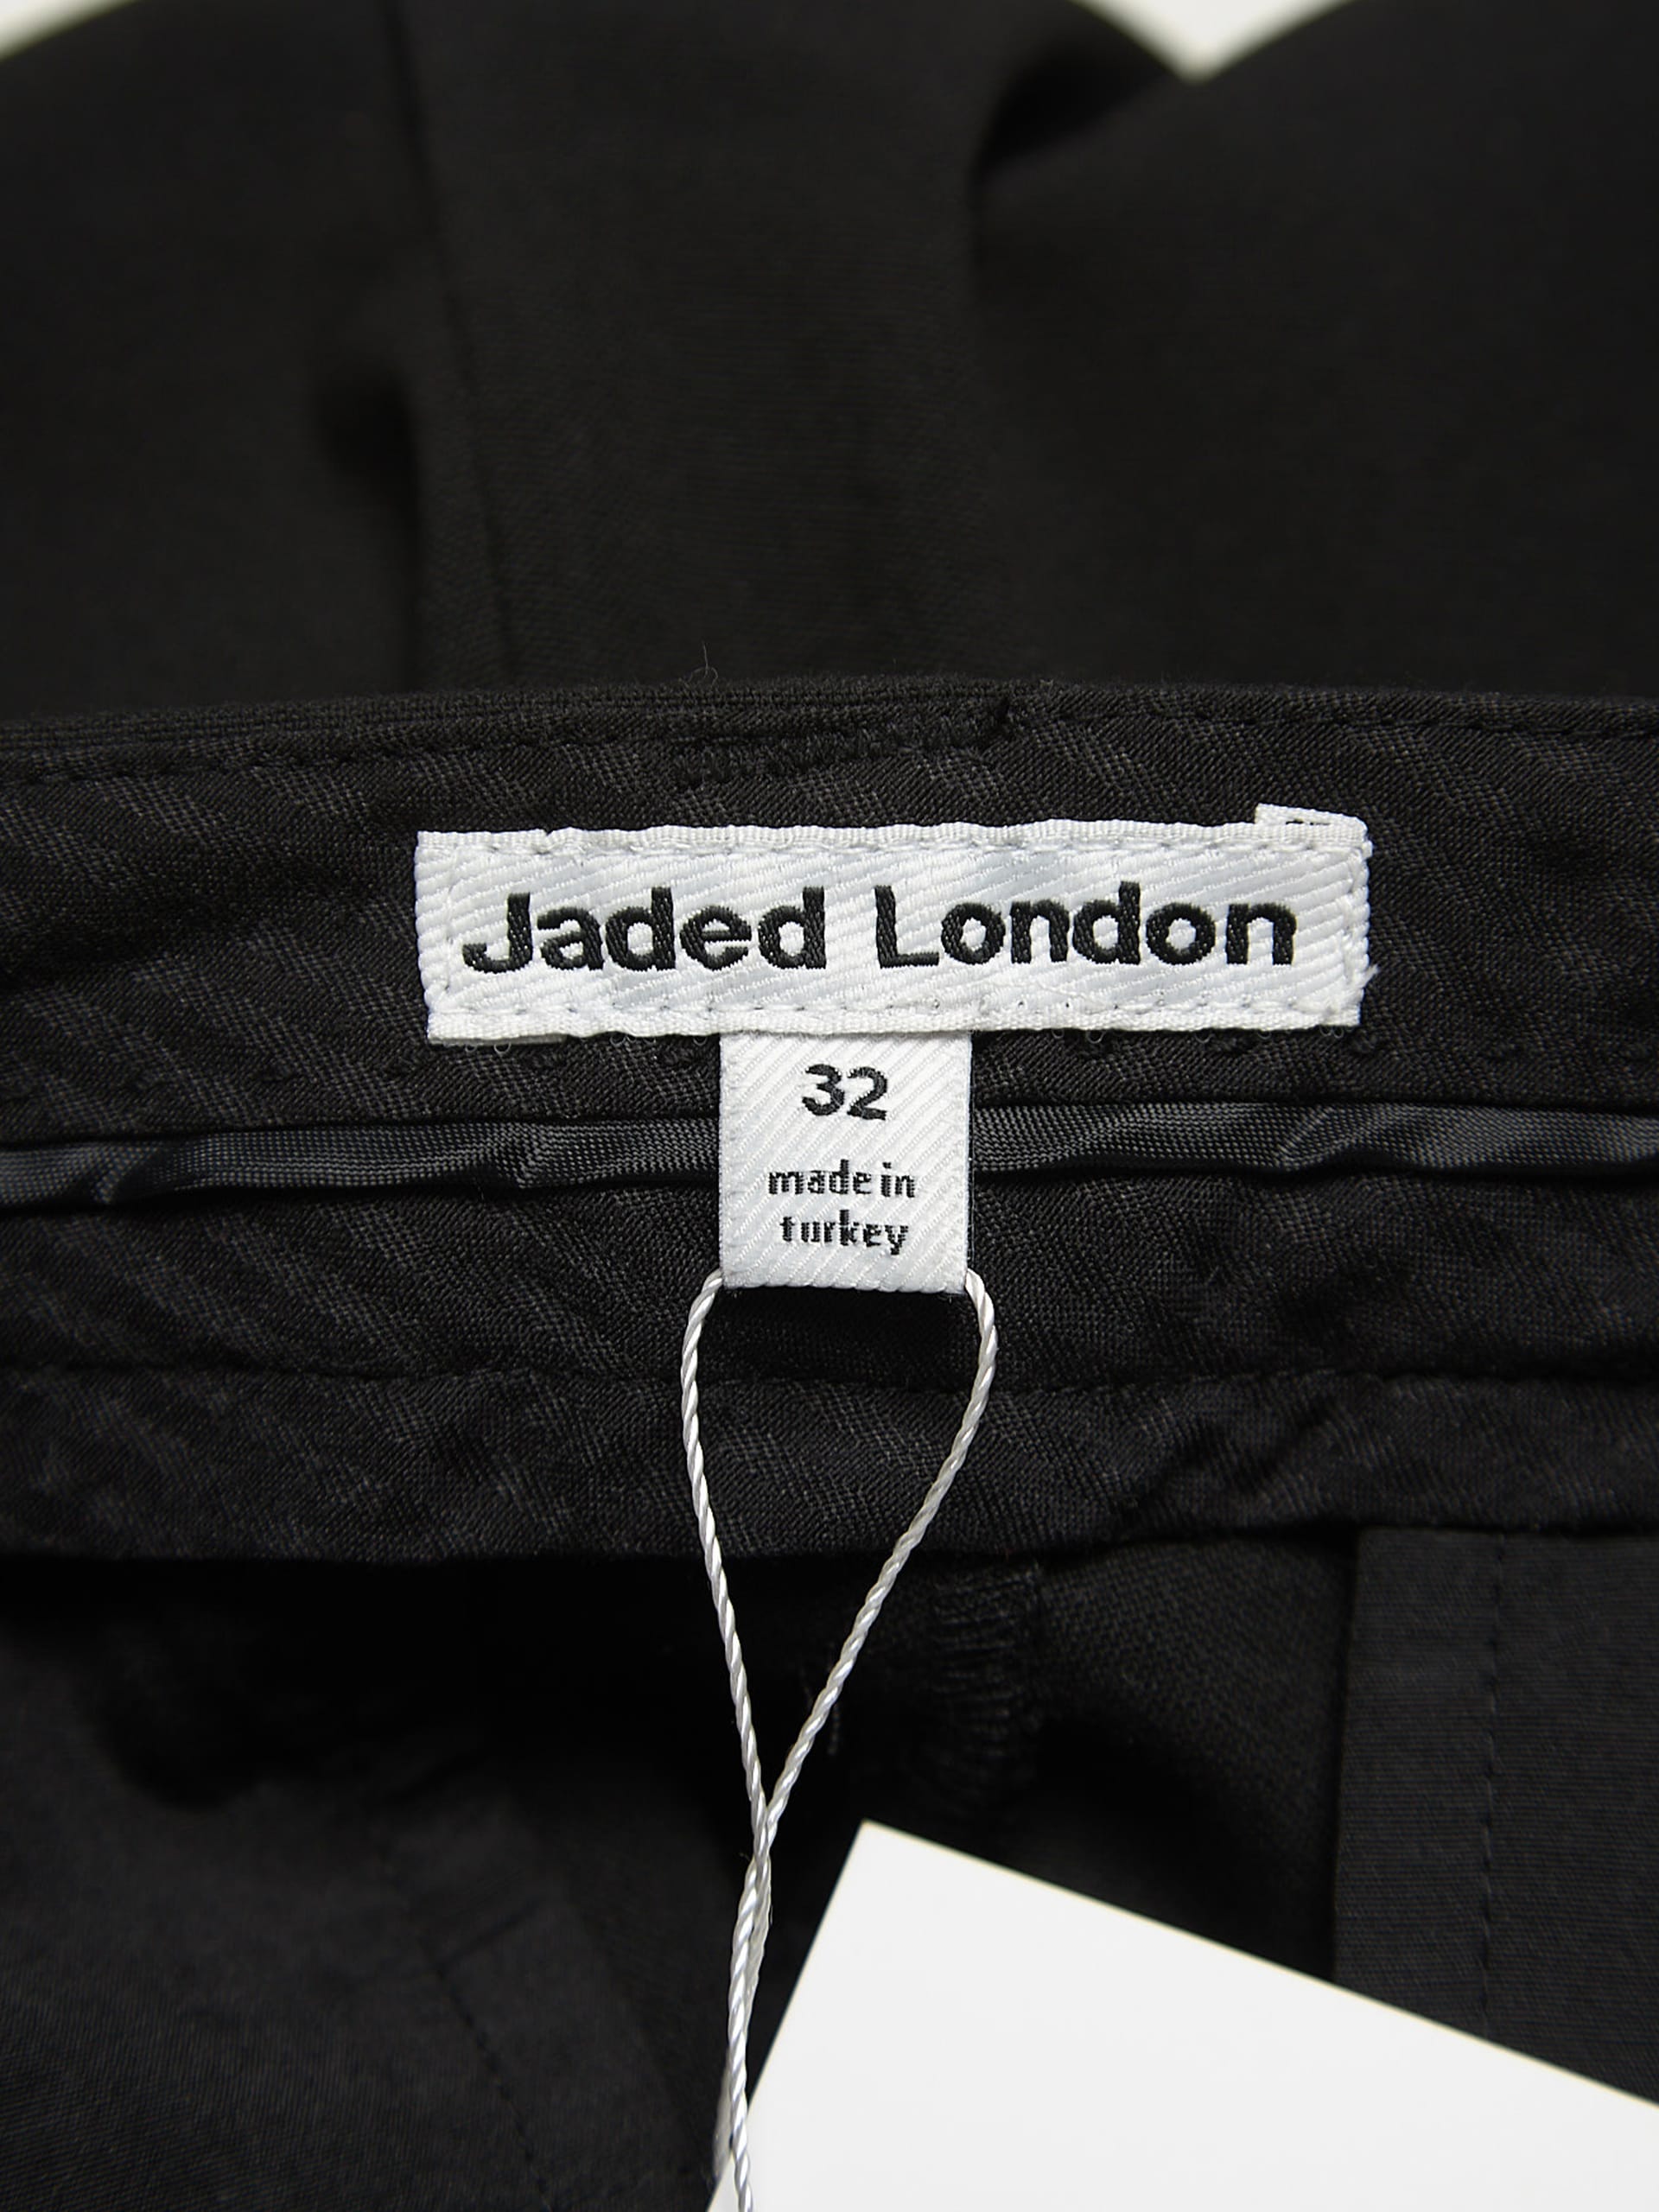 Jaded London
32
made in
turkey